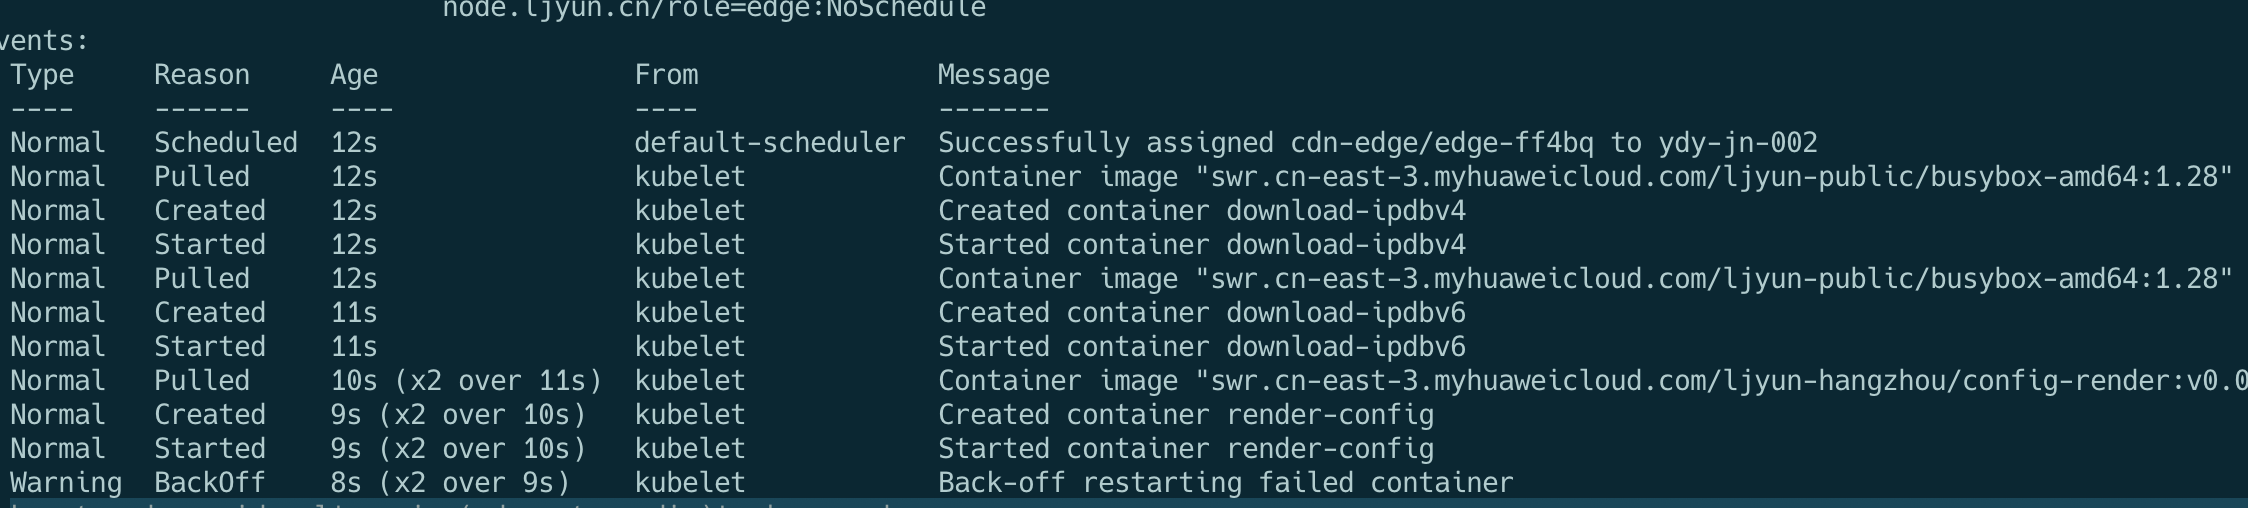 node.ljyun.cn/role=edge:NoSchedule
vents:
Type Reason Age From Message
---- ------ ---- ---- -------
Normal Scheduled 12s default-scheduler Successfully assigned cdn-edge/edge-ff4bq to ydy-jn-002
Normal Pulled 12s kubelet Container image "swr.cn-east-3.myhuaweicloud.com/ljyun-public/busybox-amd64:1.28"
Normal Created 12s kubelet Created container download-ipdbv4
Normal Started 12s kubelet Started container download-ipdbv4
Normal Pulled 12s kubelet Container image "swr.cn-east-3.myhuaweicloud.com/ljyun-public/busybox-amd64:1.28"
Normal Created 11s kubelet Created container download-ipdbv6
Normal Started 11s kubelet Started container download-ipdbv6
Normal Pulled 10s (x2 over 11s) kubelet Container image "swr.cn-east-3.myhuaweicloud.com/ljyun-hangzhou/config-render:v0.0
Normal Created 9s (x2 over 10s) kubelet Created container render-config
Normal Started 9s (x2 over 10s) kubelet Started container render-config
Warning BackOff 8s (x2 over 9s) kubelet Back-off restarting failed container